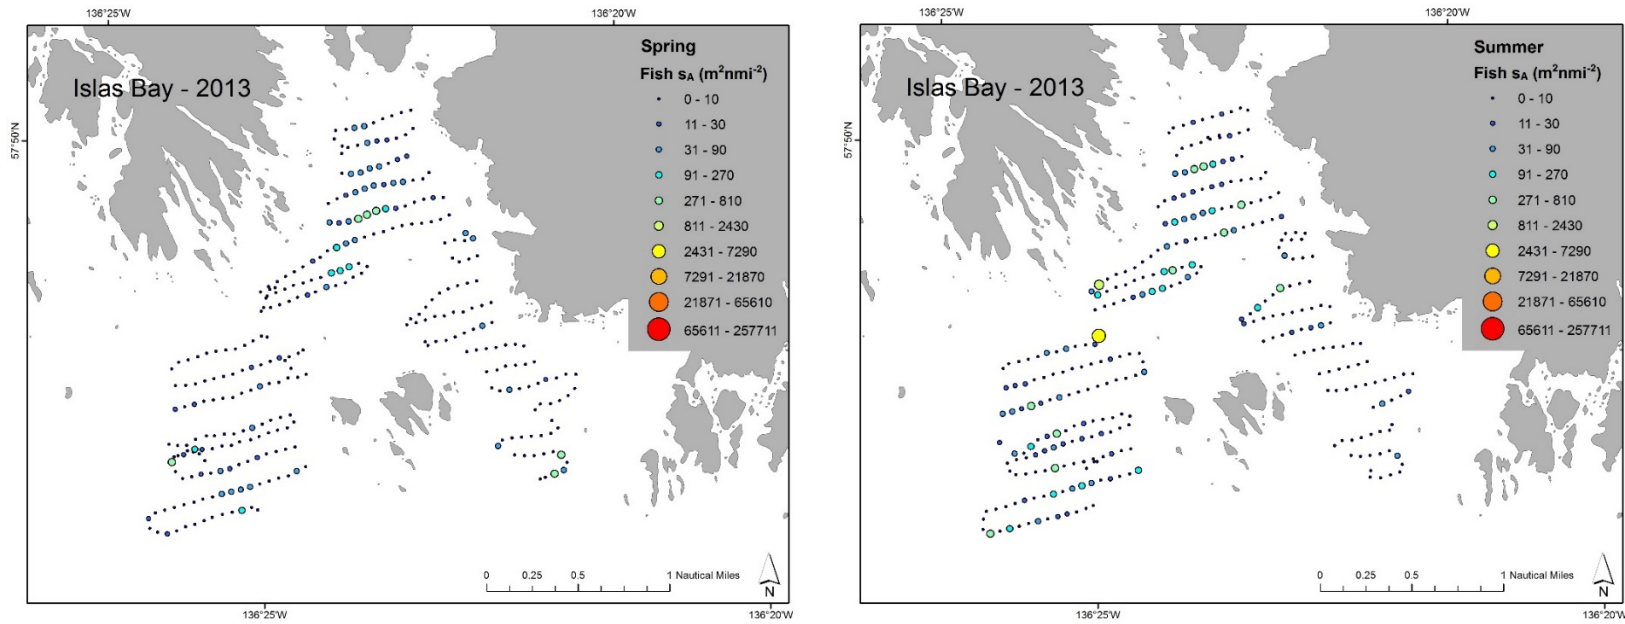 136°25'W 136°20'W
57°50'N
Islas Bay - 2013
Spring
Fish sA (m²nmi⁻²)
0 - 10
11 - 30
31 - 90
91 - 270
271 - 810
811 - 2430
2431 - 7290
7291 - 21870
21871 - 65610
65611 - 257711
0 0.25 0.5 1 Nautical Miles
N
136°25'W 136°20'W
136°25'W 136°20'W
57°50'N
Islas Bay - 2013
Summer
Fish sA (m²nmi⁻²)
0 - 10
11 - 30
31 - 90
91 - 270
271 - 810
811 - 2430
2431 - 7290
7291 - 21870
21871 - 65610
65611 - 257711
0 0.25 0.5 1 Nautical Miles
N
136°25'W 136°20'W